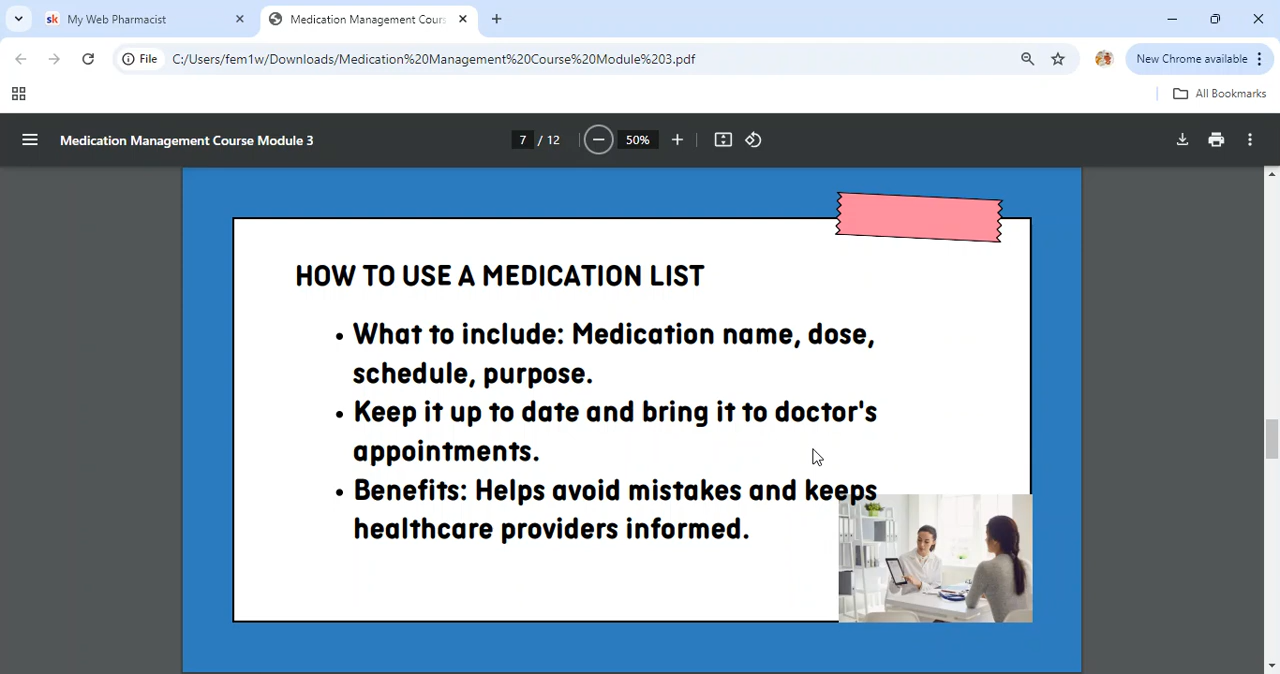 My Web Pharmacist
Medication Management Cours
New Chrome available
File
C:/Users/fem1w/Downloads/Medication%20Management%20Course%20Module%203.pdf
All Bookmarks
Medication Management Course Module 3
7 / 12
50%
HOW TO USE A MEDICATION LIST
• What to include: Medication name, dose,
schedule, purpose.
• Keep it up to date and bring it to doctor's
appointments.
• Benefits: Helps avoid mistakes and keeps
healthcare providers informed.